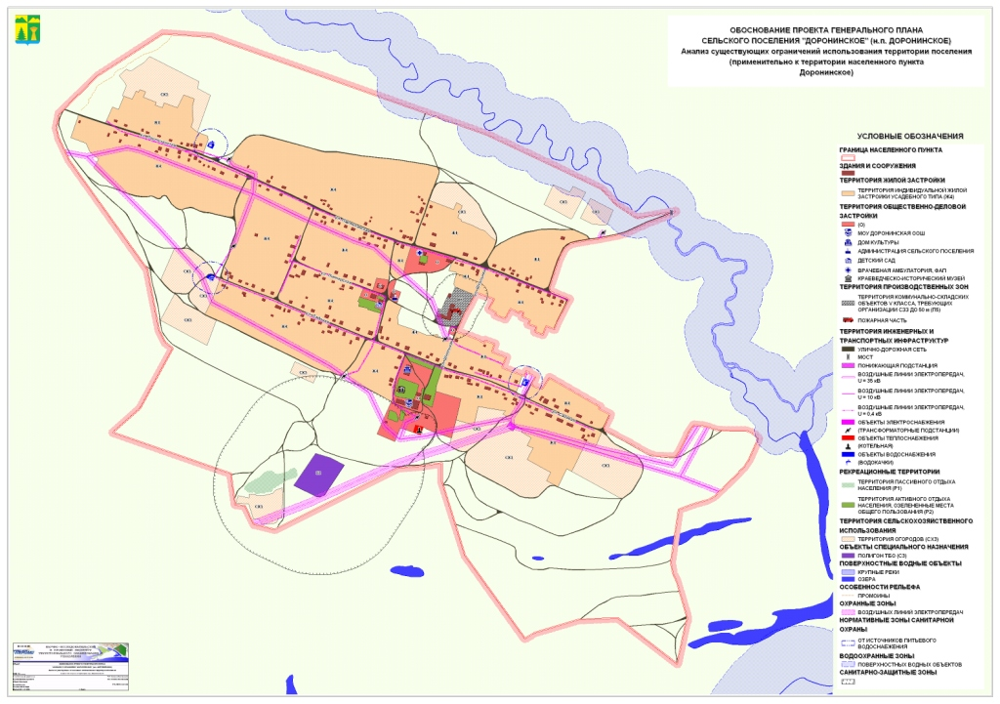 ОБОСНОВАНИЕ ПРОЕКТА ГЕНЕРАЛЬНОГО ПЛАНА
СЕЛЬСКОГО ПОСЕЛЕНИЯ "ДОРОНИНСКОЕ" (н.п. ДОРОНИНСКОЕ)
Анализ существующих ограничений использования территории поселения
(применительно к территории населенного пункта
Доронинское)
УСЛОВНЫЕ ОБОЗНАЧЕНИЯ
ГРАНИЦА НАСЕЛЕННОГО ПУНКТА
ЗДАНИЯ И СООРУЖЕНИЯ
ТЕРРИТОРИЯ ЖИЛОЙ ЗАСТРОЙКИ
ТЕРРИТОРИЯ ИНДИВИДУАЛЬНОЙ ЖИЛОЙ
ЗАСТРОЙКИ УСАДЕБНОГО ТИПА (Ж4)
ТЕРРИТОРИЯ ОБЩЕСТВЕННО-ДЕЛОВОЙ
ЗАСТРОЙКИ
(О)
МОУ ДОРОНИНСКАЯ СОШ
ДОМ КУЛЬТУРЫ
АДМИНИСТРАЦИЯ СЕЛЬСКОГО ПОСЕЛЕНИЯ
ДЕТСКИЙ САД
ВРАЧЕБНАЯ АМБУЛАТОРИЯ, ФАП
КРАЕВЕДЧЕСКО-ИСТОРИЧЕСКИЙ МУЗЕЙ
ТЕРРИТОРИЯ ПРОИЗВОДСТВЕННЫХ ЗОН
ТЕРРИТОРИЯ КОММУНАЛЬНО-СКЛАДСКИХ
ОБЪЕКТОВ V КЛАССА, ТРЕБУЮЩИХ
ОРГАНИЗАЦИИ СЗЗ ДО 50 м (П5)
ПОЖАРНАЯ ЧАСТЬ
ТЕРРИТОРИЯ ИНЖЕНЕРНЫХ И
ТРАНСПОРТНЫХ ИНФРАСТРУКТУР
УЛИЧНО-ДОРОЖНАЯ СЕТЬ
МОСТ
ПОНИЖАЮЩАЯ ПОДСТАНЦИЯ
ВОЗДУШНЫЕ ЛИНИИ ЭЛЕКТРОПЕРЕДАЧ,
U = 35 кВ
ВОЗДУШНЫЕ ЛИНИИ ЭЛЕКТРОПЕРЕДАЧ,
U = 10 кВ
ВОЗДУШНЫЕ ЛИНИИ ЭЛЕКТРОПЕРЕДАЧ,
U = 0,4 кВ
ОБЪЕКТЫ ЭЛЕКТРОСНАБЖЕНИЯ
(ТРАНСФОРМАТОРНЫЕ ПОДСТАНЦИИ)
ОБЪЕКТЫ ТЕПЛОСНАБЖЕНИЯ
(КОТЕЛЬНАЯ)
ОБЪЕКТЫ ВОДОСНАБЖЕНИЯ
(ВОДОКАЧКИ)
РЕКРЕАЦИОННЫЕ ТЕРРИТОРИИ
ТЕРРИТОРИЯ ПАССИВНОГО ОТДЫХА
НАСЕЛЕНИЯ (Р1)
ТЕРРИТОРИЯ АКТИВНОГО ОТДЫХА
НАСЕЛЕНИЯ, ОЗЕЛЕНЕННЫЕ МЕСТА
ОБЩЕГО ПОЛЬЗОВАНИЯ (Р2)
ТЕРРИТОРИЯ СЕЛЬСКОХОЗЯЙСТВЕННОГО
ИСПОЛЬЗОВАНИЯ
ТЕРРИТОРИЯ ОГОРОДОВ (СХ3)
ОБЪЕКТЫ СПЕЦИАЛЬНОГО НАЗНАЧЕНИЯ
ПОЛИГОН ТБО (С3)
ПОВЕРХНОСТНЫЕ ВОДНЫЕ ОБЪЕКТЫ
КРУПНЫЕ РЕКИ
ОЗЕРА
ОСОБЕННОСТИ РЕЛЬЕФА
ПРОМОИНЫ
ОХРАННЫЕ ЗОНЫ
ВОЗДУШНЫХ ЛИНИЙ ЭЛЕКТРОПЕРЕДАЧ
НОРМАТИВНЫЕ ЗОНЫ САНИТАРНОЙ
ОХРАНЫ
ОТ ИСТОЧНИКОВ ПИТЬЕВОГО
ВОДОСНАБЖЕНИЯ
ВОДООХРАННЫЕ ЗОНЫ
ПОВЕРХНОСТНЫХ ВОДНЫХ ОБЪЕКТОВ
САНИТАРНО-ЗАЩИТНЫЕ ЗОНЫ